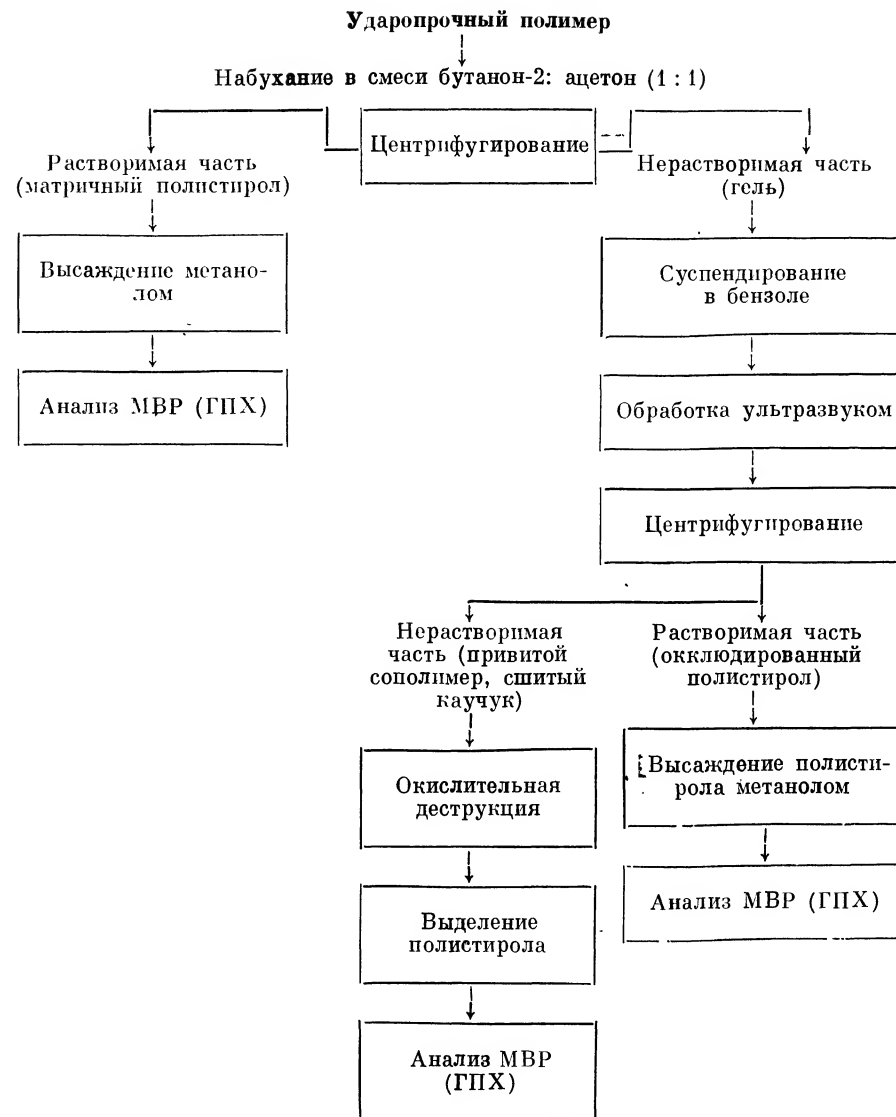 Ударопрочный полимер
Набухание в смеси бутанон-2: ацетон (1 : 1)
Центрифугирование
Растворимая часть
(матричный полистирол)
Высаждение метано-
лом
Анализ МВР (ГПХ)
Нерастворимая часть
(гель)
Суспендирование
в бензоле
Обработка ультразвуком
Центрифугирование
Нерастворимая
часть (привитой
сополимер, сшитый
каучук)
Окислительная
деструкция
Выделение
полистирола
Анализ МВР
(ГПХ)
Растворимая часть
(окклюдированный
полистирол)
Высаждение полисти-
рола метанолом
Анализ МВР (ГПХ)